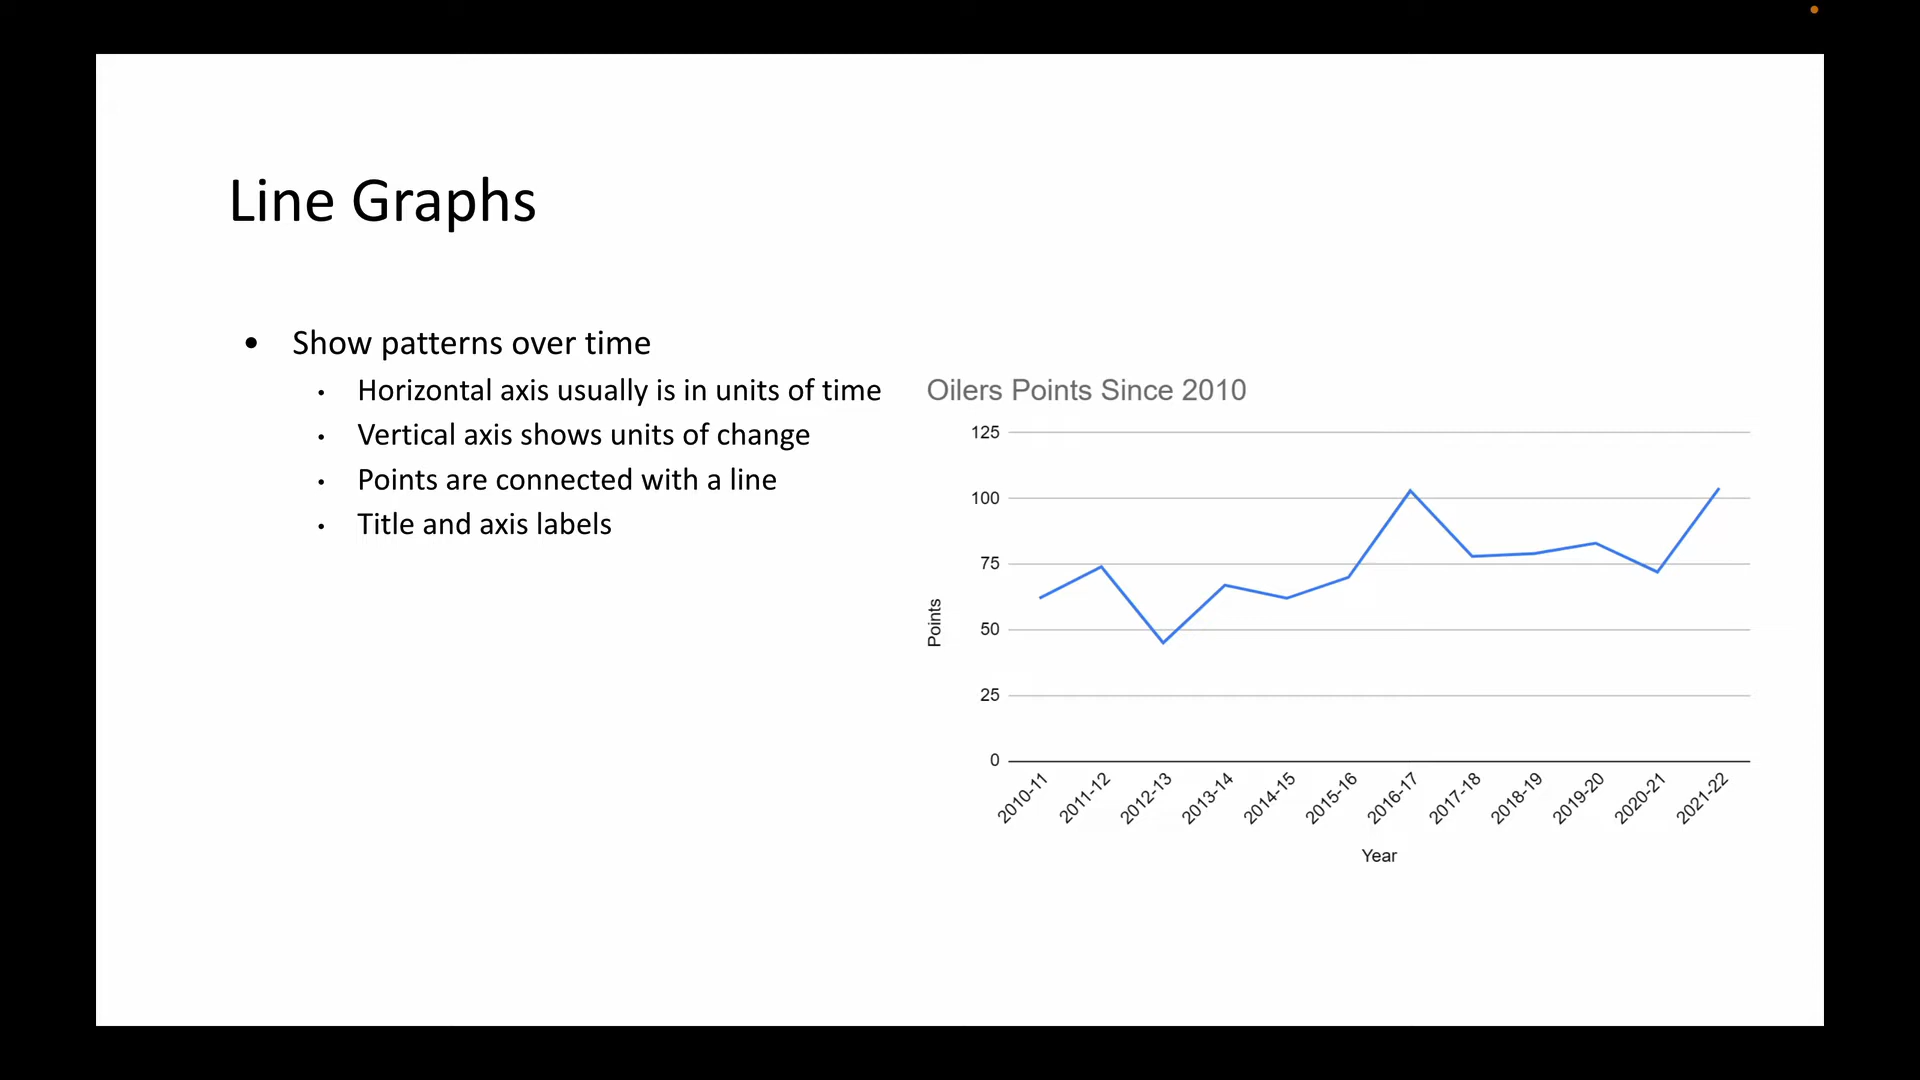 Line Graphs
• Show patterns over time
• Horizontal axis usually is in units of time
• Vertical axis shows units of change
• Points are connected with a line
• Title and axis labels
Oilers Points Since 2010
125
100
75
50
25
0
Points
2010-11
2011-12
2012-13
2013-14
2014-15
2015-16
2016-17
2017-18
2018-19
2019-20
2020-21
2021-22
Year